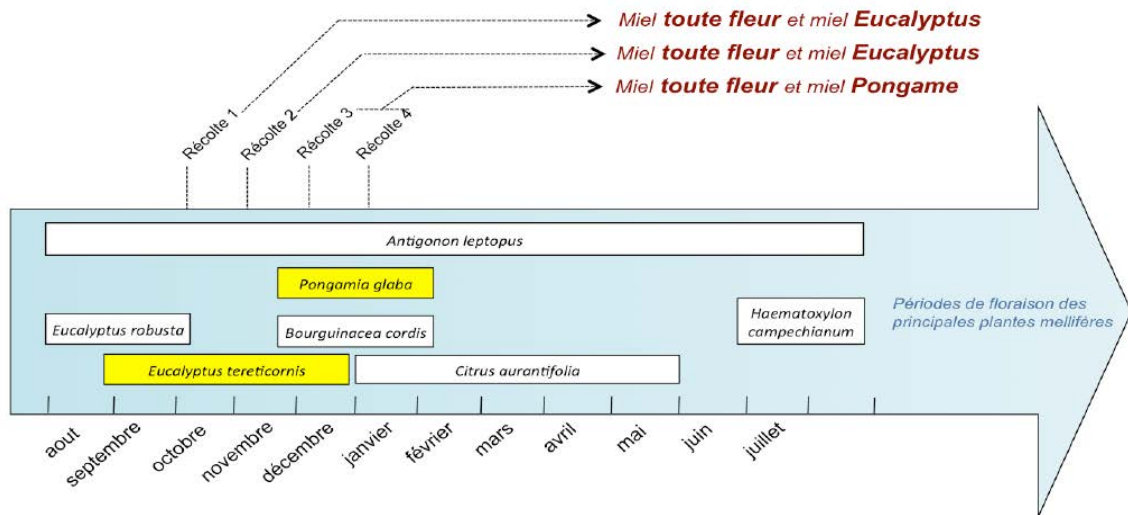 Miel toute fleur et miel Eucalyptus
Miel toute fleur et miel Eucalyptus
Miel toute fleur et miel Pongame
Récolte 1
Récolte 2
Récolte 3
Récolte 4
Antigonon leptopus
Pongamia glaba
Eucalyptus robusta
Bourguinacea cordis
Haematoxylon
campechianum
Périodes de floraison des
principales plantes mellifères
Eucalyptus tereticornis
Citrus aurantifolia
aout
septembre
octobre
novembre
décembre
janvier
février
mars
avril
mai
juin
juillet